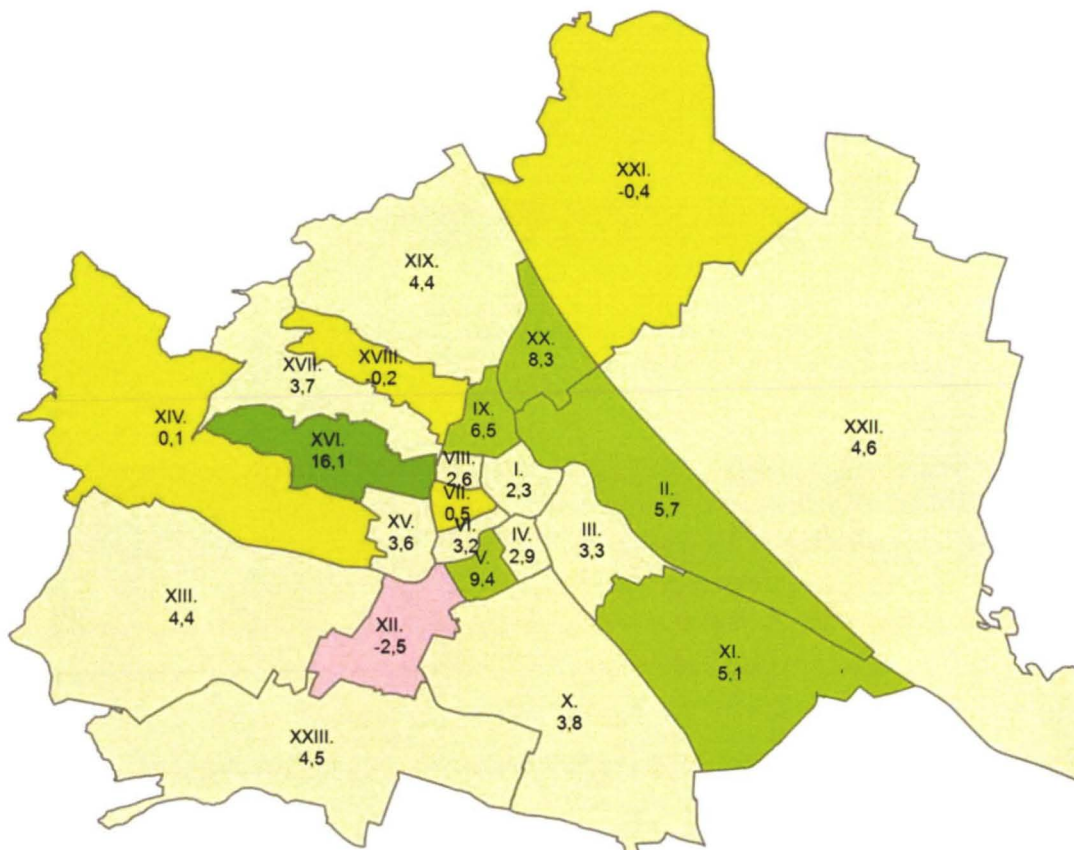 XXI.
-0,4
XIX.
4,4
XX.
8,3
XVIII.
-0,2
XVII.
3,7
XIV.
0,1
IX.
6,5
XXII.
4,6
XVI.
16,1
VIII.
2,6
I.
2,3
II.
5,7
VII.
0,5
XV.
3,6
VI.
3,2
IV.
2,9
III.
3,3
V.
9,4
XIII.
4,4
XII.
-2,5
XI.
5,1
X.
3,8
XXIII.
4,5